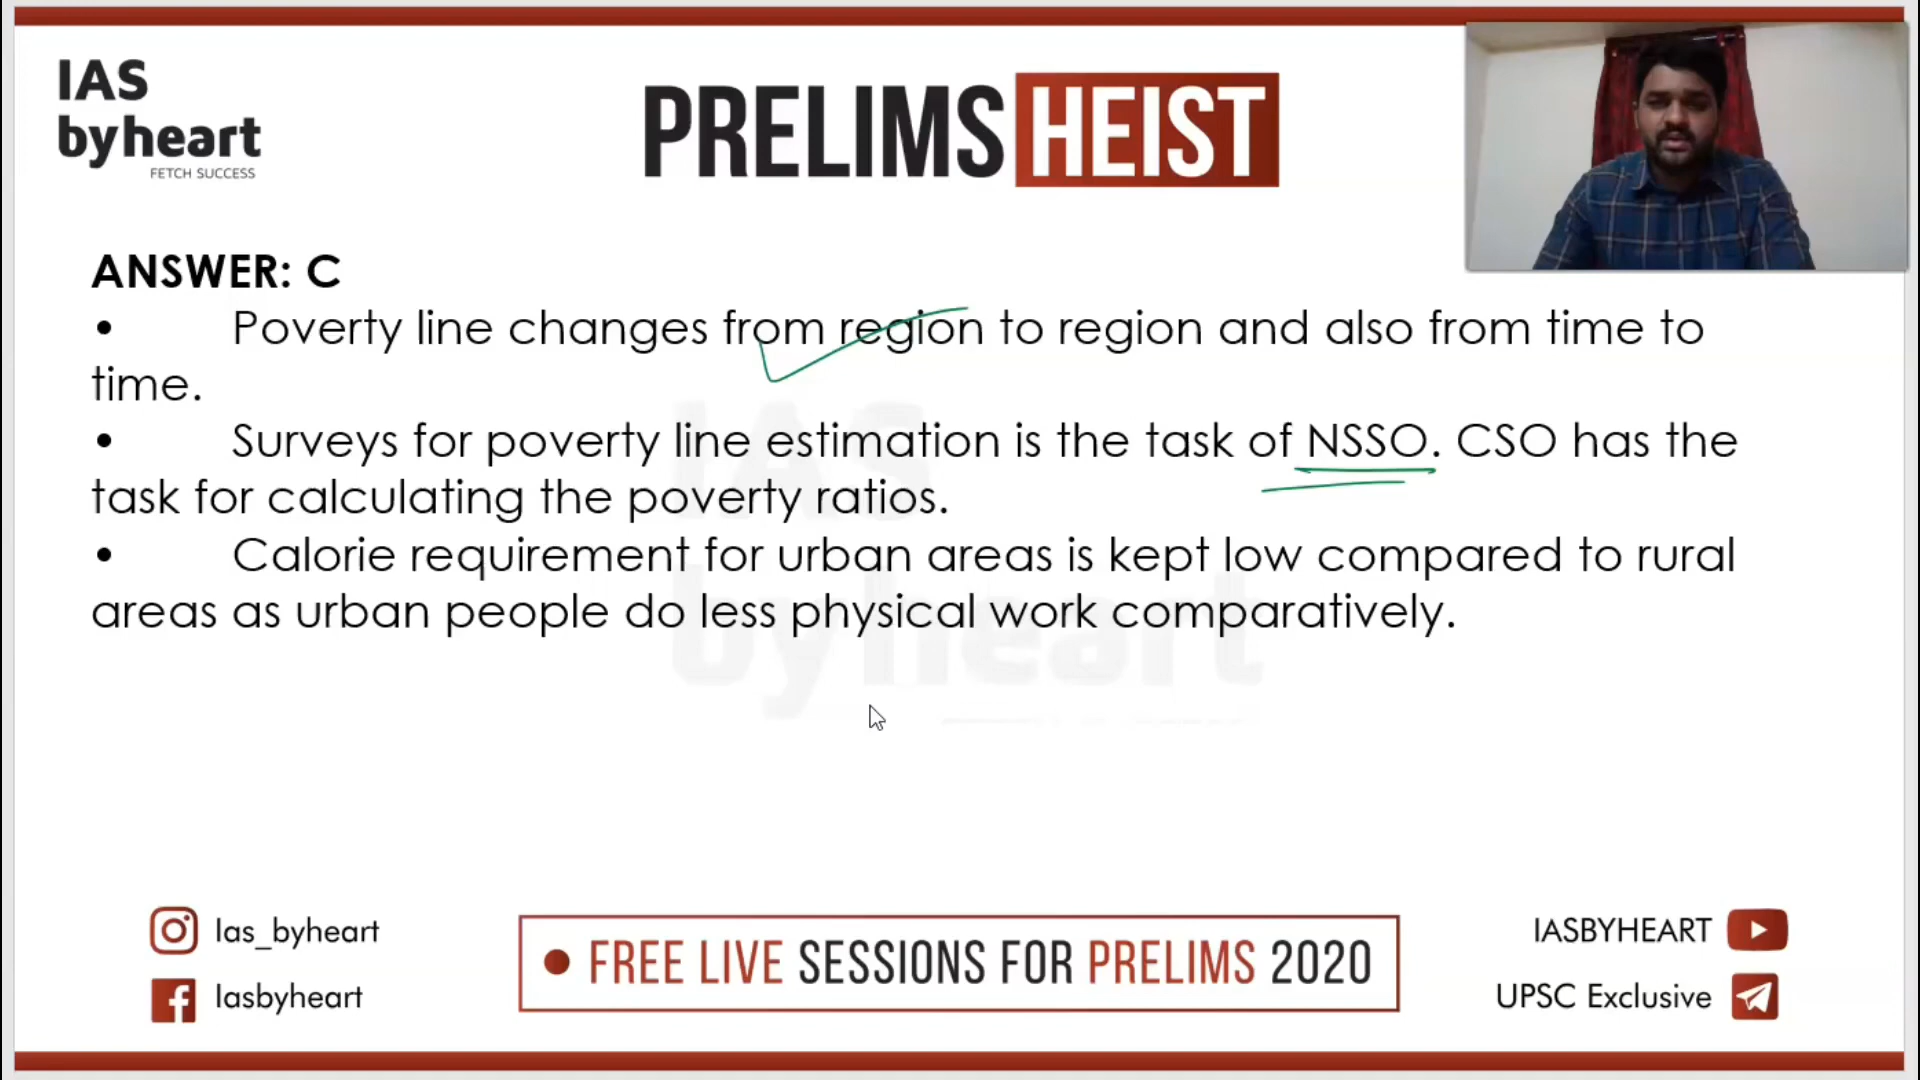 IAS
byheart
FETCH SUCCESS
PRELIMS HEIST
ANSWER: C
• Poverty line changes from region to region and also from time to
time.
• Surveys for poverty line estimation is the task of NSSO. CSO has the
task for calculating the poverty ratios.
• Calorie requirement for urban areas is kept low compared to rural
areas as urban people do less physical work comparatively.
IAS
byheart
Ias_byheart
Iasbyheart
• FREE LIVE SESSIONS FOR PRELIMS 2020
IASBYHEART
UPSC Exclusive